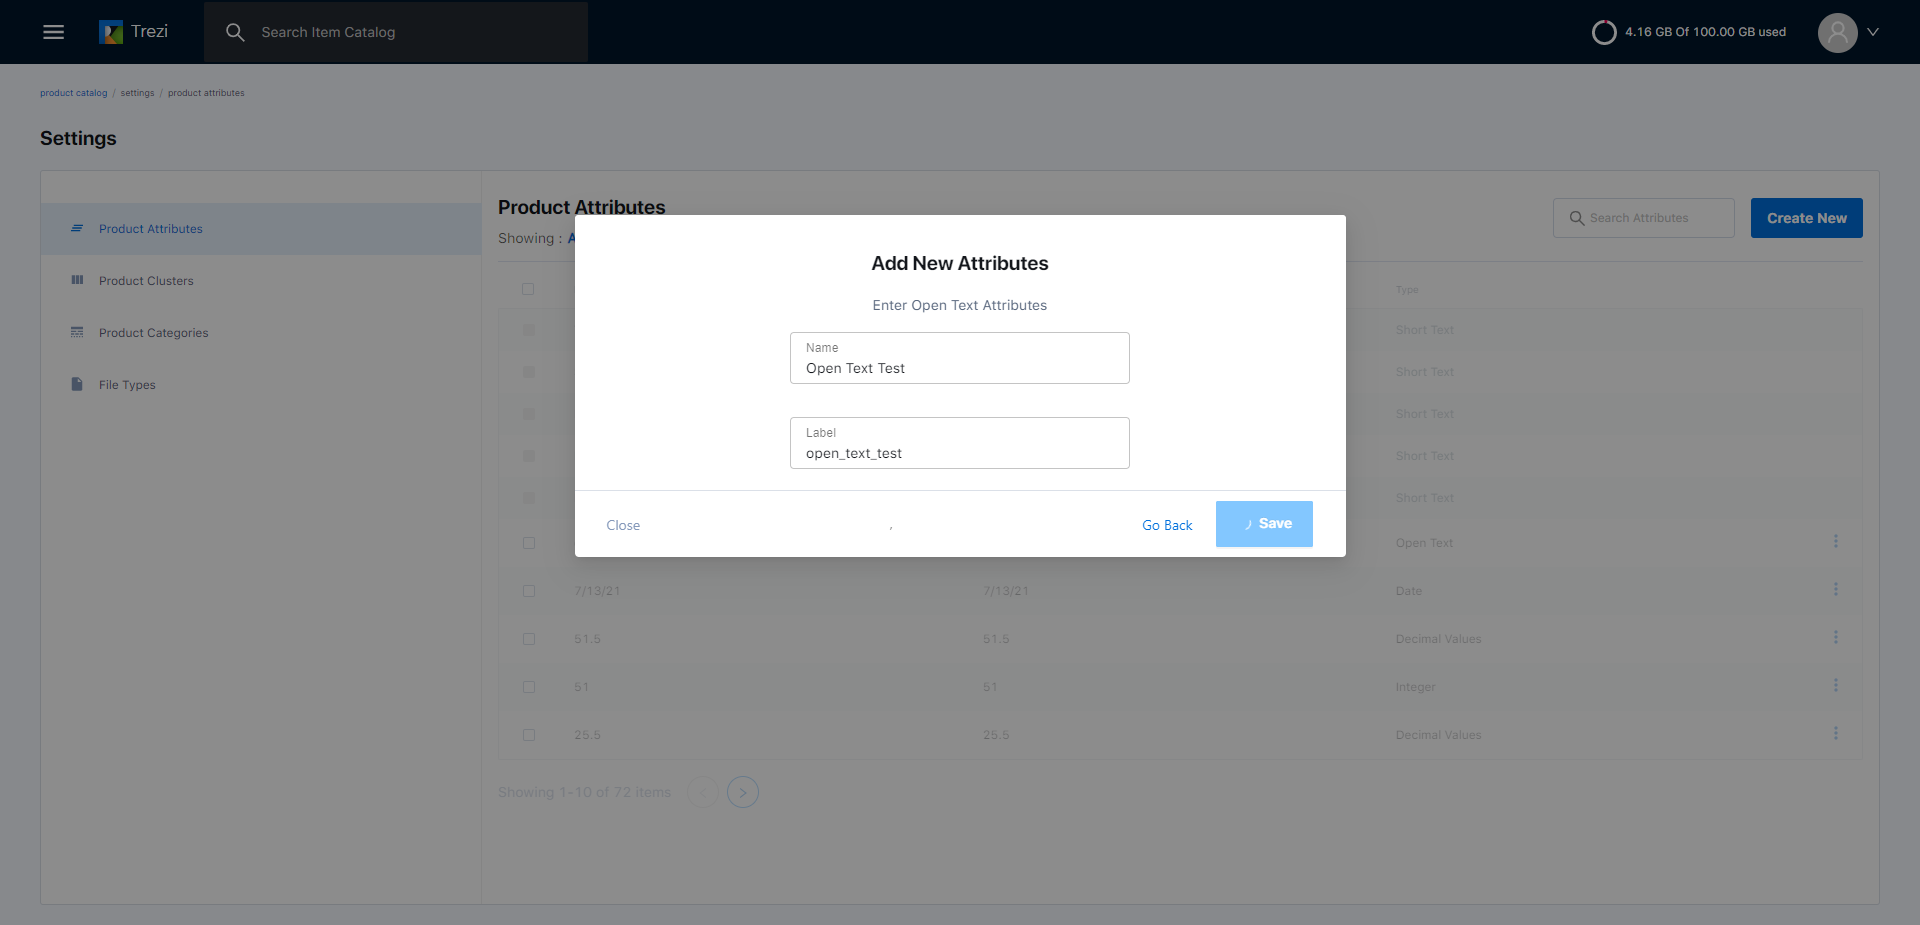 Trezi
Search Item Catalog
4.16 GB Of 100.00 GB used
product catalog / settings / product attributes
Settings
Product Attributes
Product Clusters
Product Categories
File Types
Product Attributes
Showing : A
Search Attributes
Create New
Type
Short Text
Short Text
Short Text
Short Text
Short Text
Open Text
7/13/21 7/13/21 Date
51.5 51.5 Decimal Values
51 51 Integer
25.5 25.5 Decimal Values
Showing 1-10 of 72 items
Add New Attributes
Enter Open Text Attributes
Name
Open Text Test
Label
open_text_test
Close
,
Go Back
Save